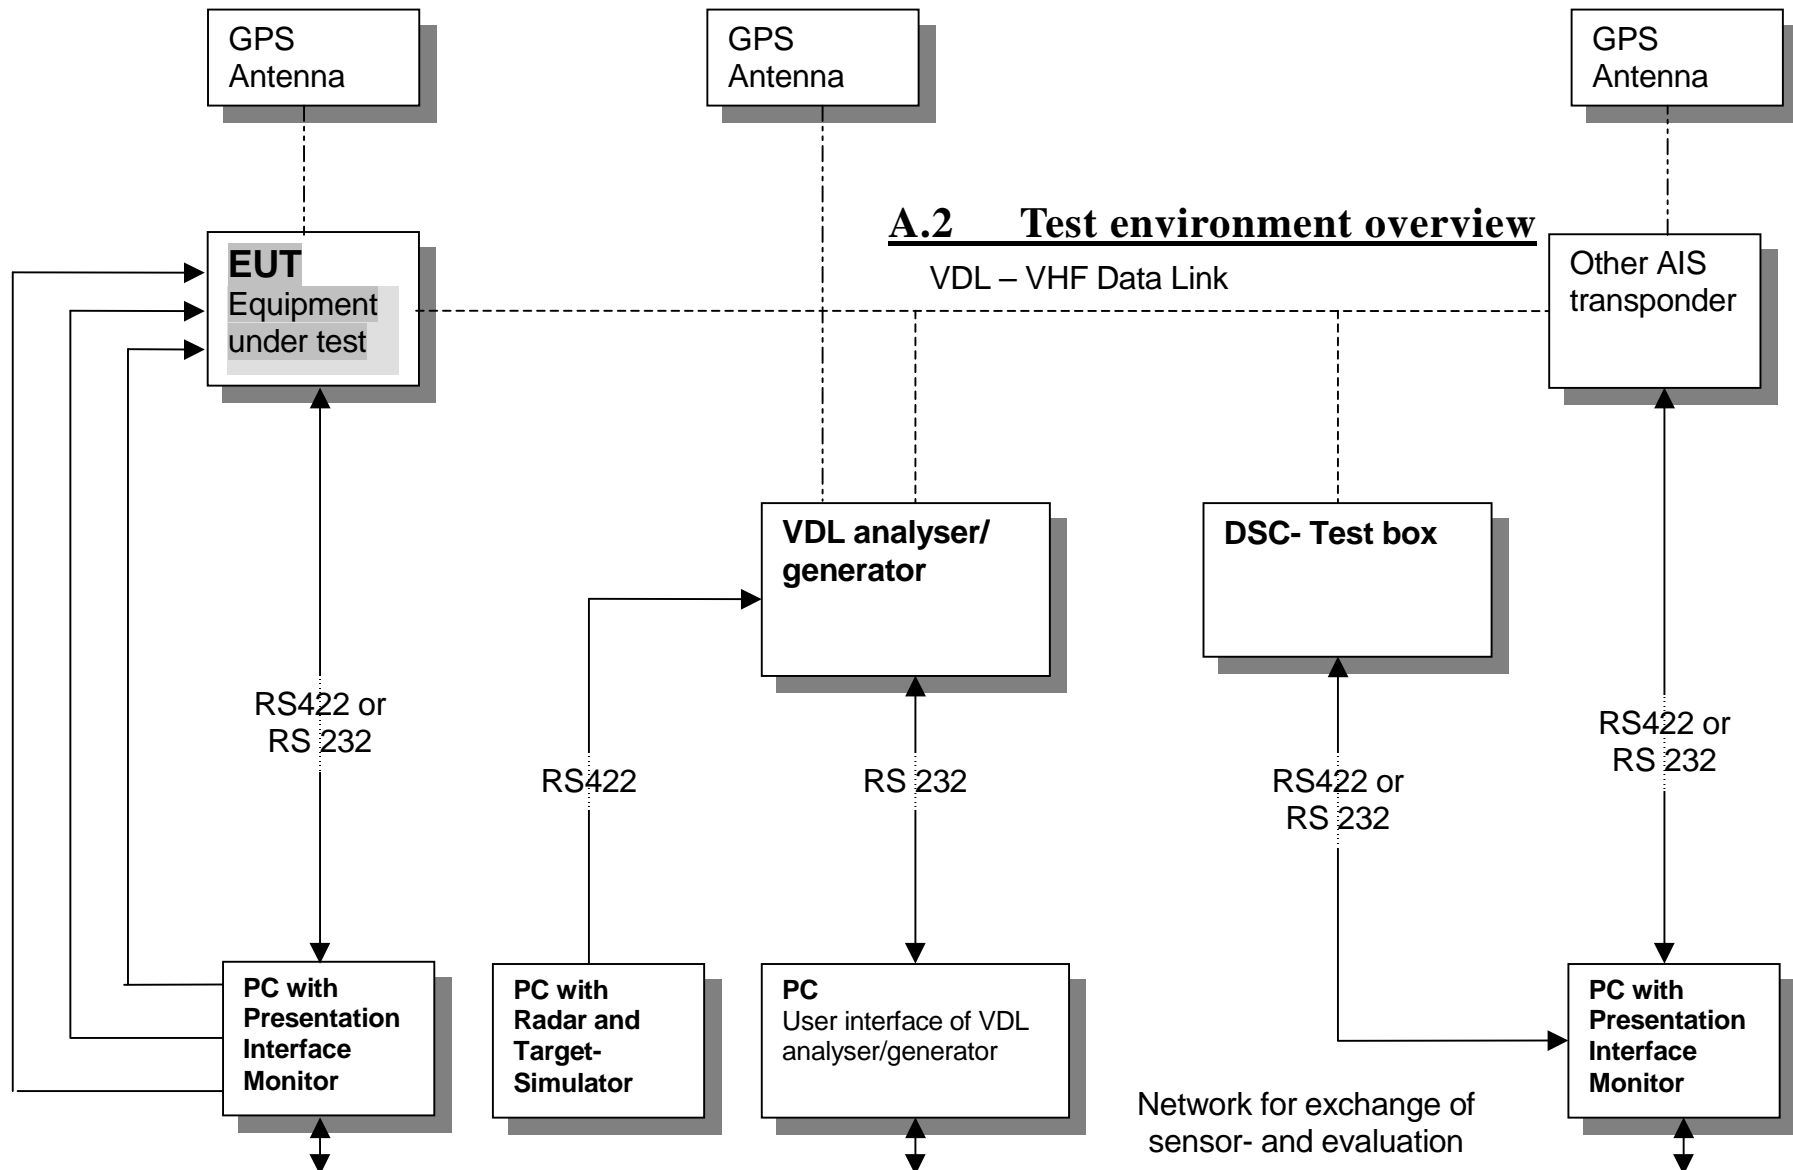 GPS
Antenna
GPS
Antenna
GPS
Antenna
A.2 Test environment overview
EUT
Equipment
under test
VDL – VHF Data Link
Other AIS
transponder
VDL analyser/
generator
DSC- Test box
RS422 or
RS 232
RS422
RS 232
RS422 or
RS 232
RS422 or
RS 232
PC with
Presentation
Interface
Monitor
PC with
Radar and
Target-
Simulator
PC
User interface of VDL
analyser/generator
PC with
Presentation
Interface
Monitor
Network for exchange of
sensor- and evaluation